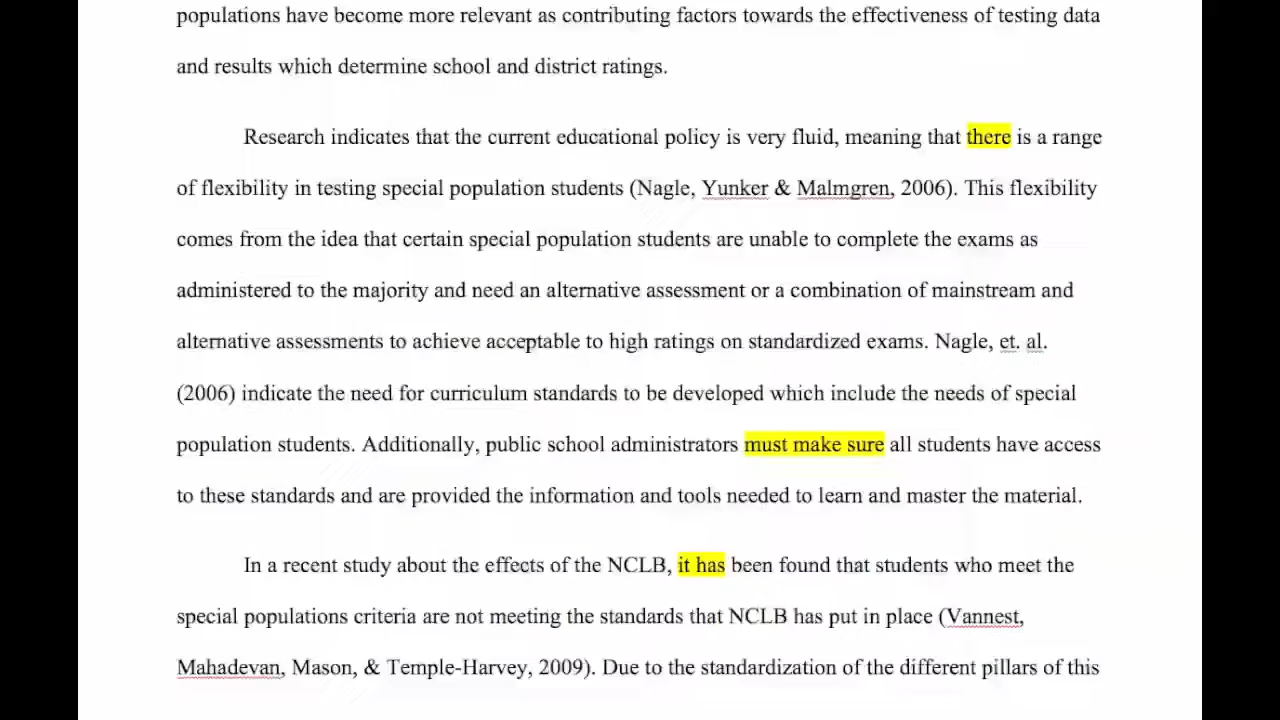 populations have become more relevant as contributing factors towards the effectiveness of testing data
and results which determine school and district ratings.
Research indicates that the current educational policy is very fluid, meaning that there is a range
of flexibility in testing special population students (Nagle, Yunker & Malmgren, 2006). This flexibility
comes from the idea that certain special population students are unable to complete the exams as
administered to the majority and need an alternative assessment or a combination of mainstream and
alternative assessments to achieve acceptable to high ratings on standardized exams. Nagle, et. al.
(2006) indicate the need for curriculum standards to be developed which include the needs of special
population students. Additionally, public school administrators must make sure all students have access
to these standards and are provided the information and tools needed to learn and master the material.
In a recent study about the effects of the NCLB, it has been found that students who meet the
special populations criteria are not meeting the standards that NCLB has put in place (Vannest,
Mahadevan, Mason, & Temple-Harvey, 2009). Due to the standardization of the different pillars of this